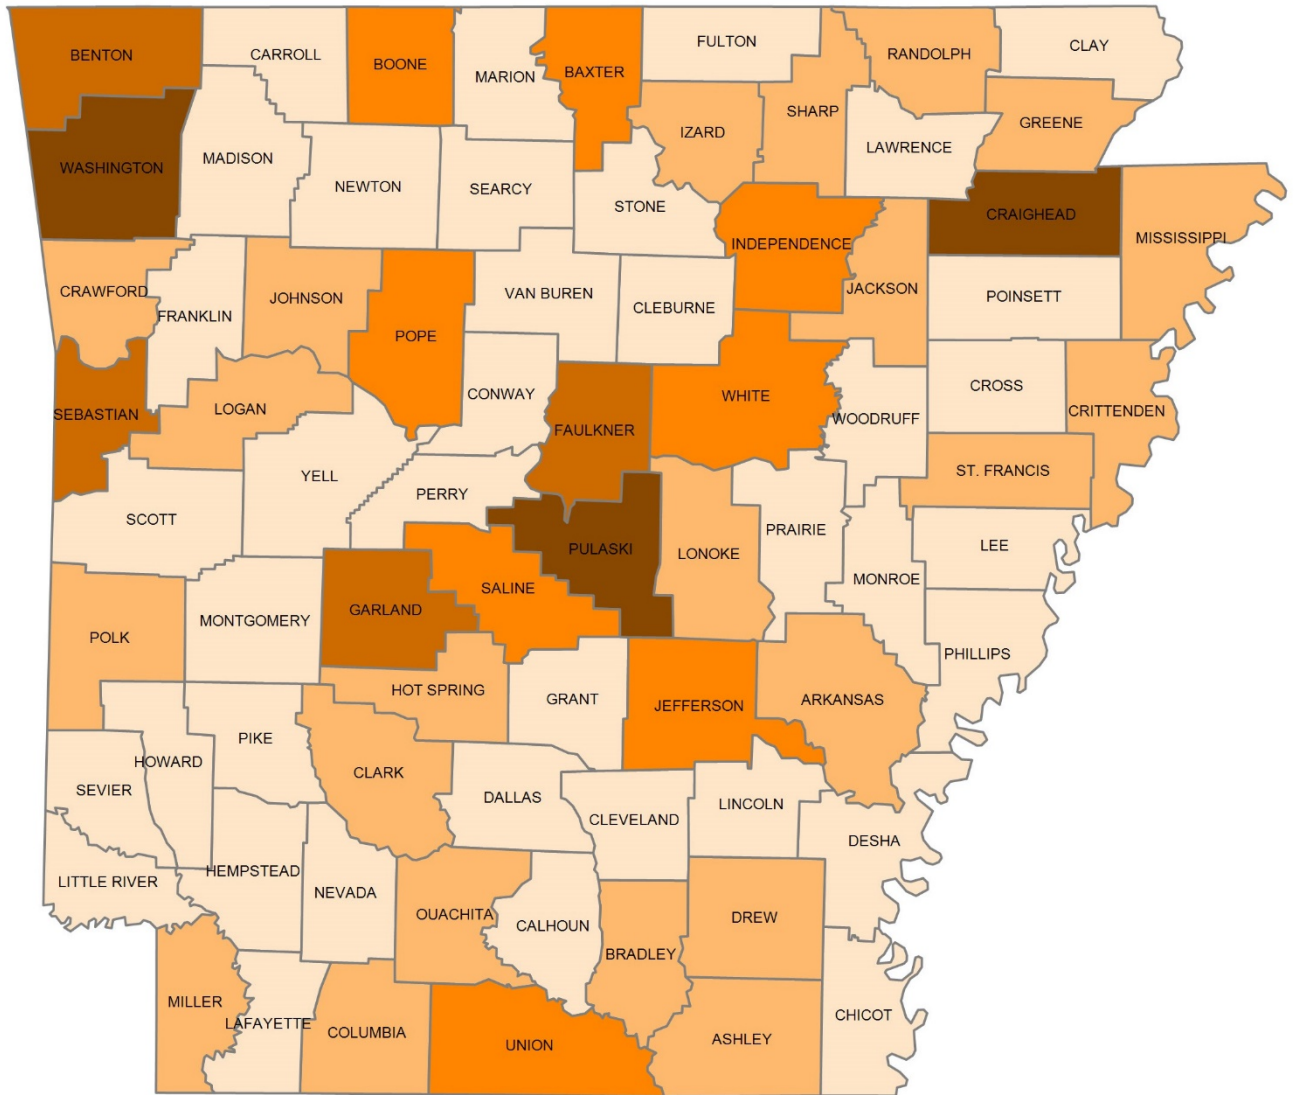 BENTON
CARROLL
BOONE
MARION
BAXTER
FULTON
RANDOLPH
CLAY
WASHINGTON
MADISON
NEWTON
SEARCY
STONE
IZARD
SHARP
LAWRENCE
GREENE
CRAIGHEAD
MISSISSIPPI
INDEPENDENCE
CRAWFORD
FRANKLIN
JOHNSON
POPE
VAN BUREN
CLEBURNE
JACKSON
POINSETT
SEBASTIAN
LOGAN
CONWAY
FAULKNER
WHITE
WOODRUFF
CROSS
CRITTENDEN
ST. FRANCIS
SCOTT
YELL
PERRY
PULASKI
LONOKE
PRAIRIE
MONROE
LEE
POLK
MONTGOMERY
GARLAND
SALINE
PHILLIPS
HOT SPRING
GRANT
JEFFERSON
ARKANSAS
SEVIER
HOWARD
PIKE
CLARK
DALLAS
CLEVELAND
LINCOLN
DESHA
LITTLE RIVER
HEMPSTEAD
NEVADA
OUACHITA
CALHOUN
BRADLEY
DREW
MILLER
LAFAYETTE
COLUMBIA
UNION
ASHLEY
CHICOT